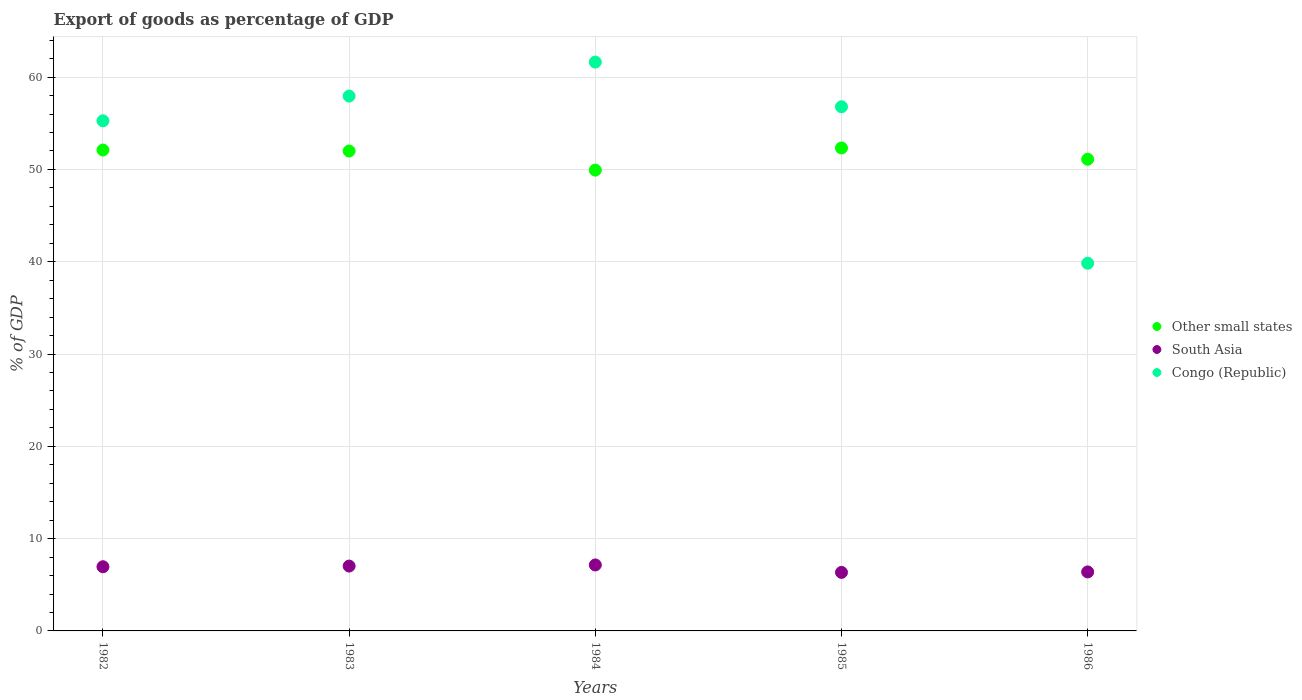 Export of goods as percentage of GDP
% of GDP
60
50
40
30
20
10
0
1982
1983
1984
1985
1986
Years
Other small states
South Asia
Congo (Republic)